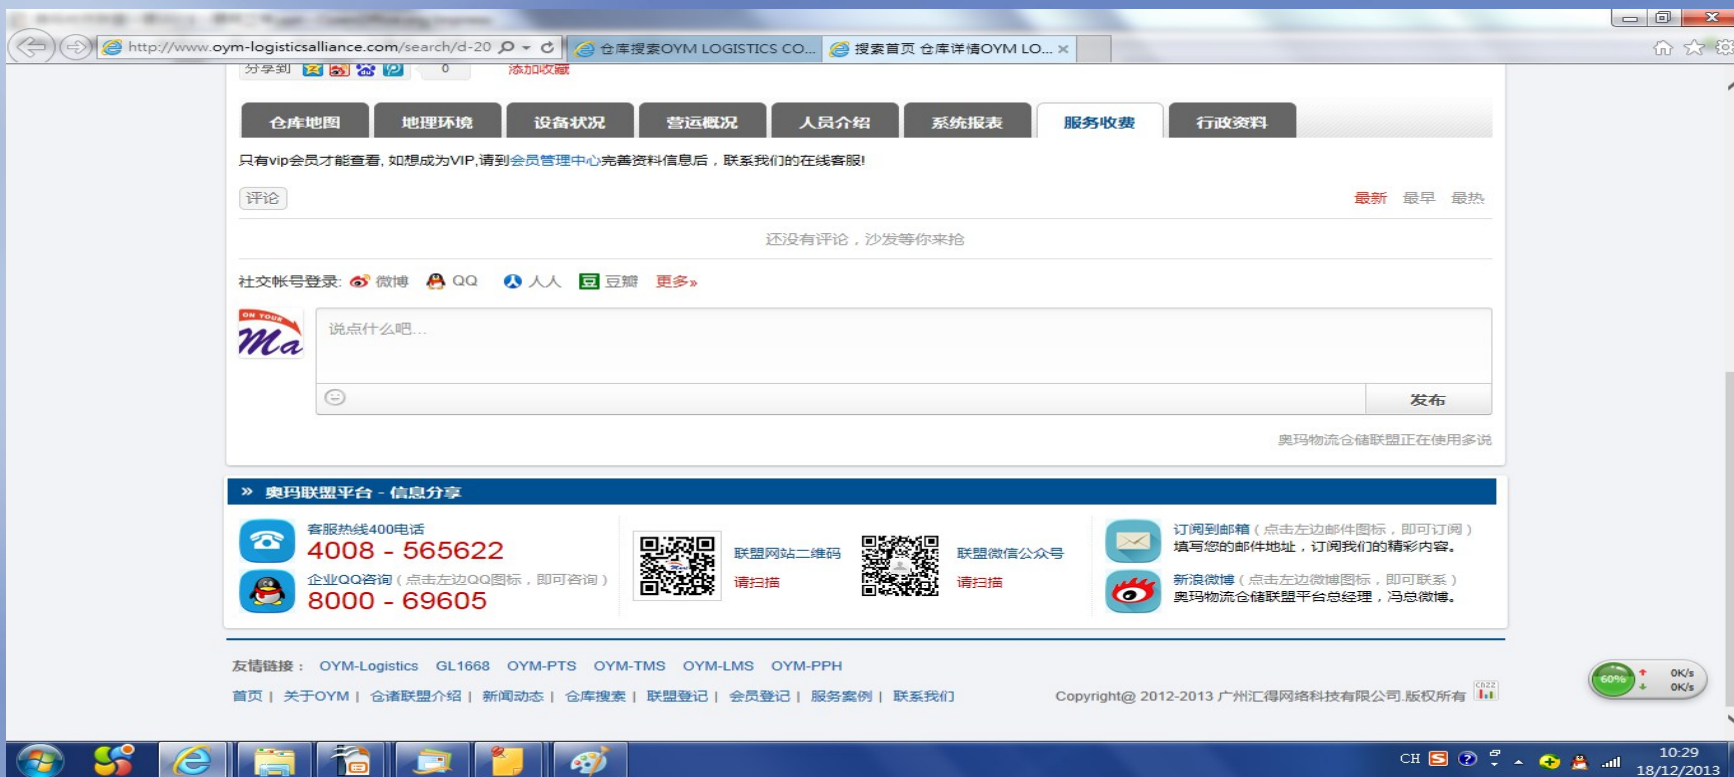 http://www.oym-logisticsalliance.com/search/d-20
仓库搜索OYM LOGISTICS CO...
搜索首页 仓库详情OYM LO...
分享到 0 添加收藏
仓库地图 地理环境 设备状况 营运概况 人员介绍 系统报表 服务收费 行政资料
只有vip会员才能查看, 如想成为VIP,请到会员管理中心完善资料信息后，联系我们的在线客服!
评论 最新 最早 最热
还没有评论，沙发等你来抢
社交帐号登录: 微博 QQ 人人 豆 豆瓣 更多»
ON YOUR
Ma
说点什么吧...
发布
奥玛物流仓储联盟正在使用多说
» 奥玛联盟平台 - 信息分享
客服热线400电话
4008 - 565622
企业QQ咨询（点击左边QQ图标，即可咨询）
8000 - 69605
联盟网站二维码
请扫描
联盟微信公众号
请扫描
订阅到邮箱（点击左边邮件图标，即可订阅）
填写您的邮件地址，订阅我们的精彩内容。
新浪微博（点击左边微博图标，即可联系）
奥玛物流仓储联盟平台总经理，冯总微博。
友情链接： OYM-Logistics GL1668 OYM-PTS OYM-TMS OYM-LMS OYM-PPH
首页 | 关于OYM | 仓诸联盟介绍 | 新闻动态 | 仓库搜索 | 联盟登记 | 会员登记 | 服务案例 | 联系我们
Copyright@ 2012-2013 广州汇得网络科技有限公司.版权所有
60% 0K/s
0K/s
CH
10:29
18/12/2013